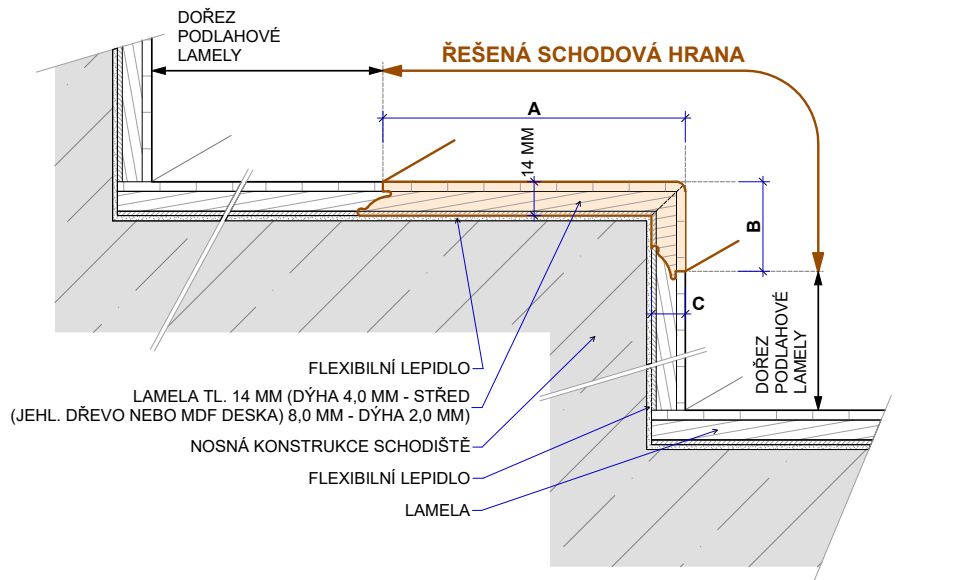 DOŘEZ
PODLAHOVÉ
LAMELY
ŘEŠENÁ SCHODOVÁ HRANA
A
14 MM
B
C
DOŘEZ
PODLAHOVÉ
LAMELY
FLEXIBILNÍ LEPIDLO
LAMELA TL. 14 MM (DÝHA 4,0 MM - STŘED
(JEHL. DŘEVO NEBO MDF DESKA) 8,0 MM - DÝHA 2,0 MM)
NOSNÁ KONSTRUKCE SCHODIŠTĚ
FLEXIBILNÍ LEPIDLO
LAMELA